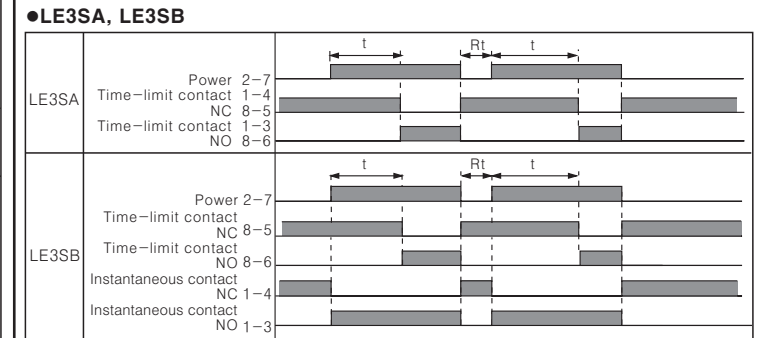 ●LE3SA, LE3SB
t Rt t
LE3SA
Power 2-7
Time-limit contact 1-4
NC 8-5
Time-limit contact 1-3
NO 8-6
t Rt t
LE3SB
Power 2-7
Time-limit contact
NC 8-5
Time-limit contact
NO 8-6
Instantaneous contact
NC 1-4
Instantaneous contact
NO 1-3